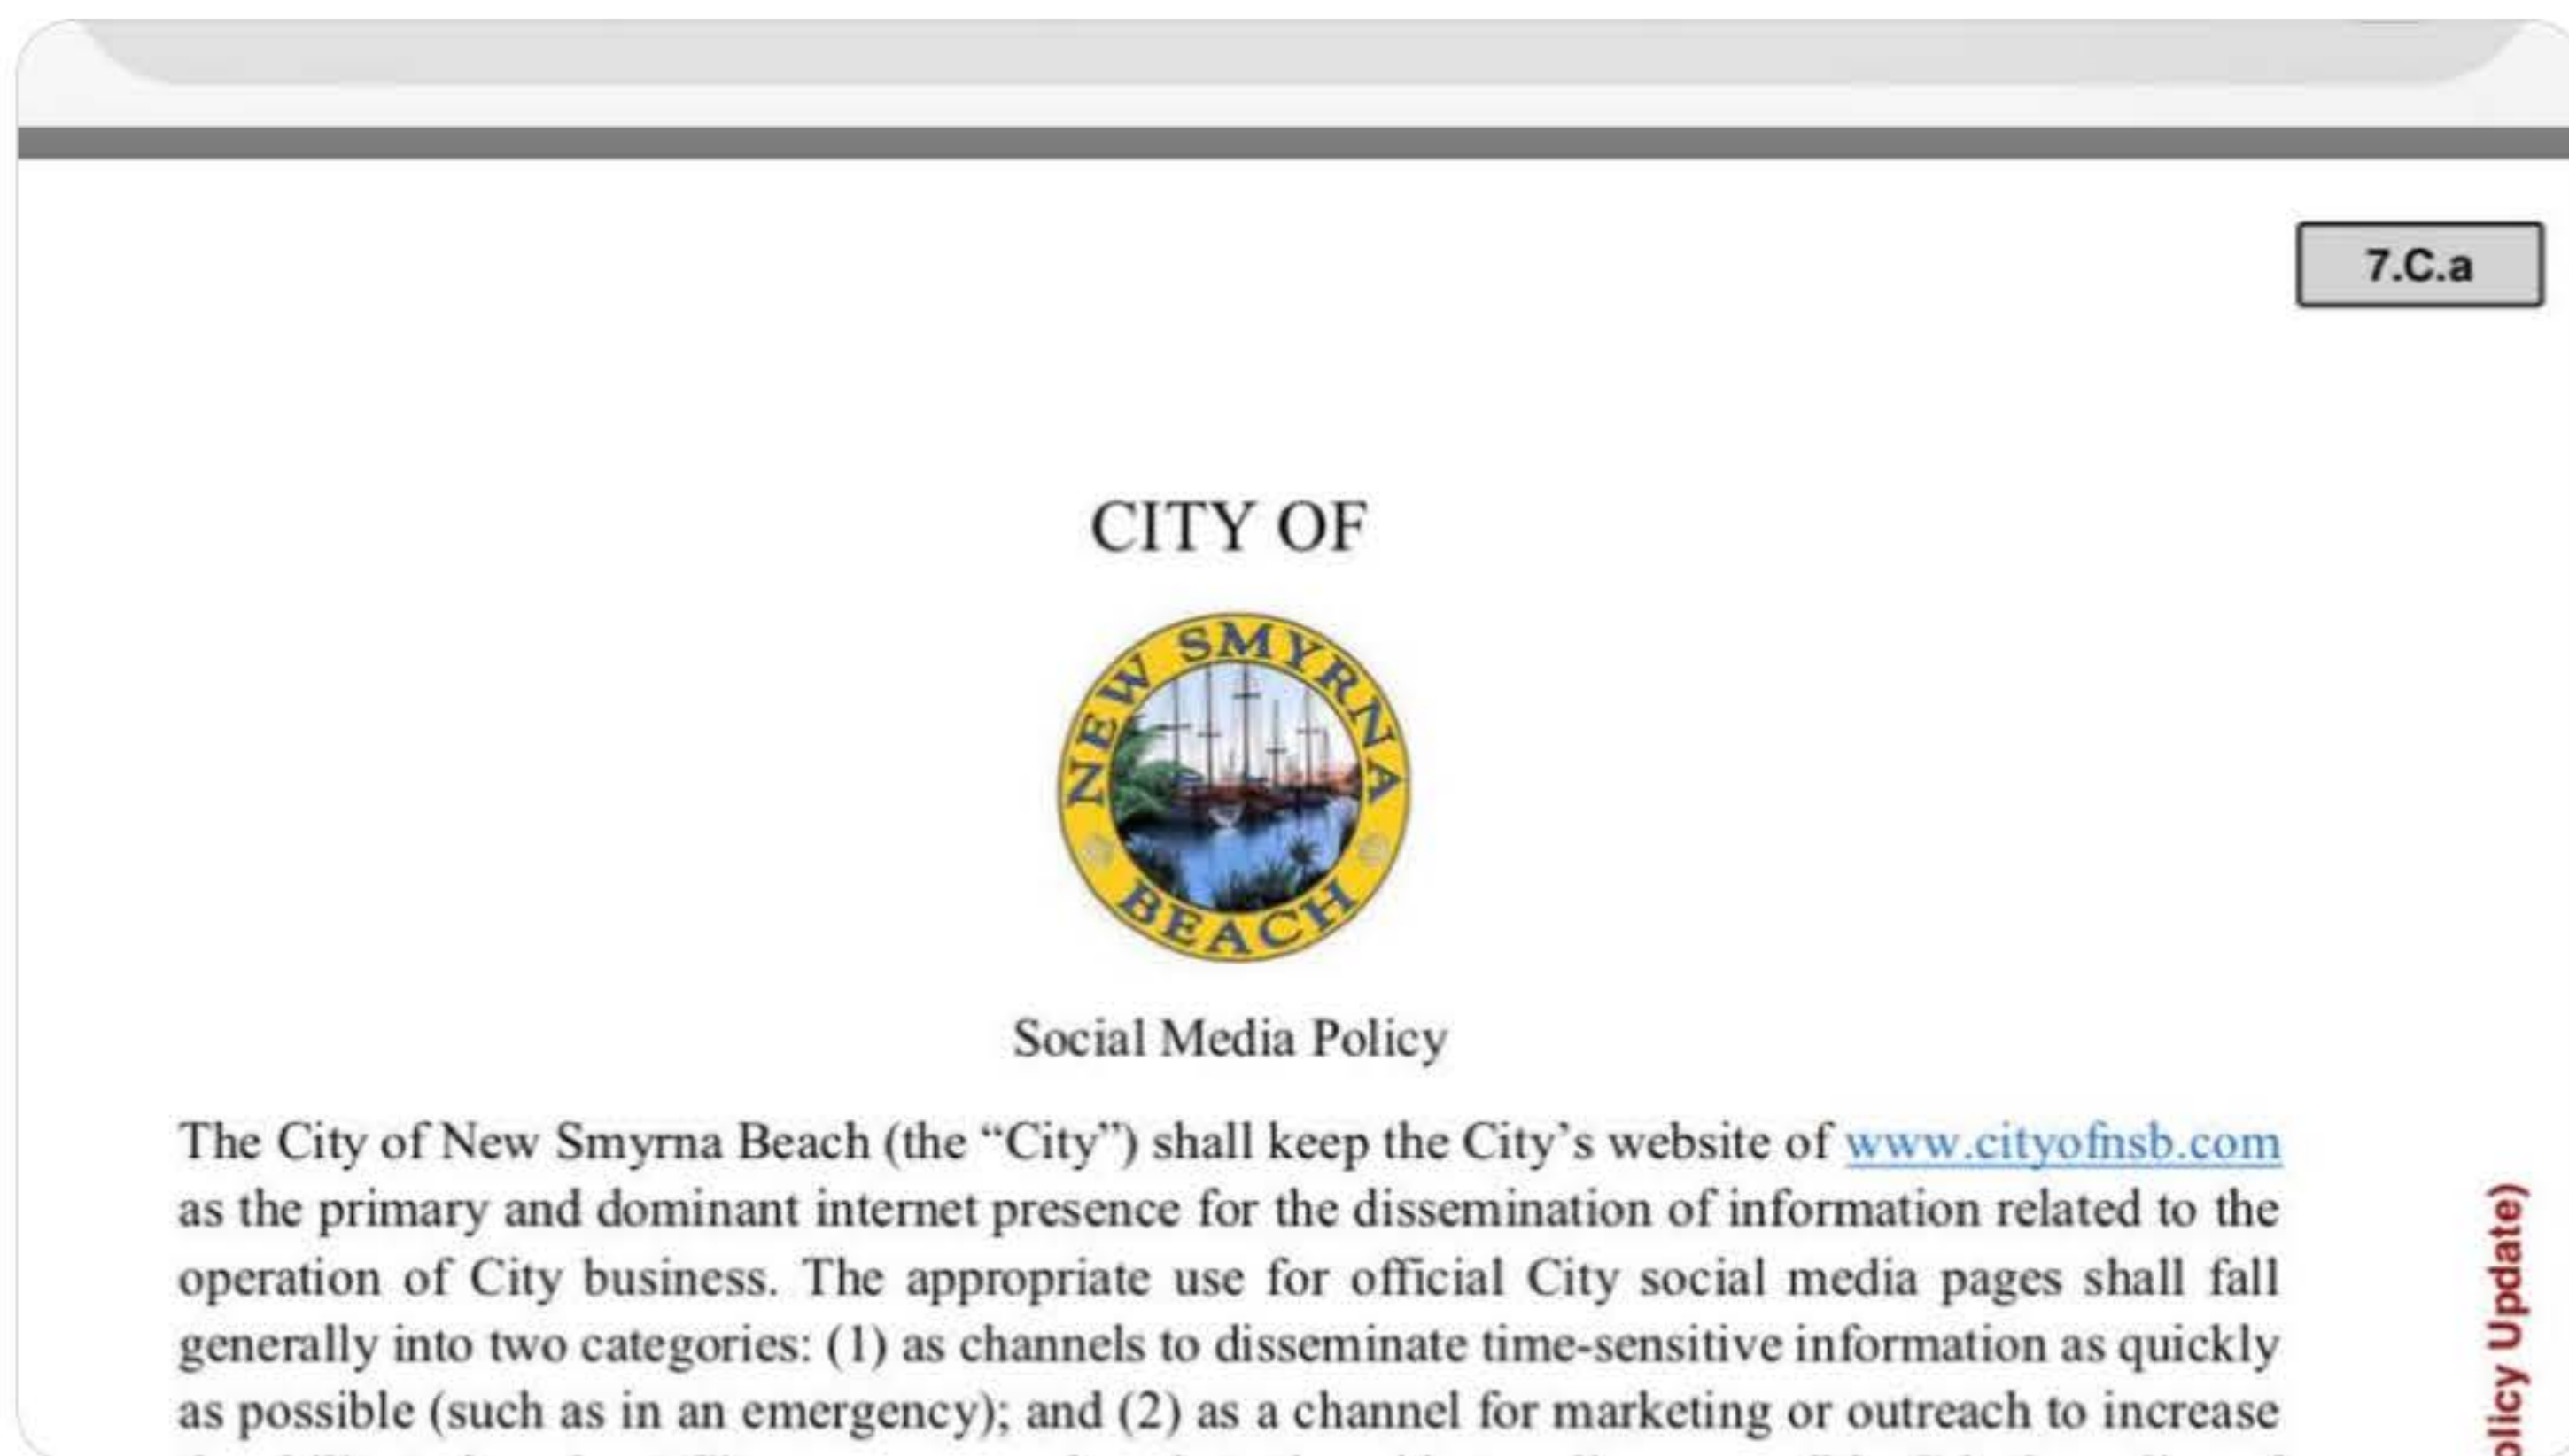 7.C.a
CITY OF
NEW SMYRNA
BEACH
Social Media Policy
The City of New Smyrna Beach (the “City”) shall keep the City’s website of www.cityofnsb.com
as the primary and dominant internet presence for the dissemination of information related to the
operation of City business. The appropriate use for official City social media pages shall fall
generally into two categories: (1) as channels to disseminate time-sensitive information as quickly
as possible (such as in an emergency); and (2) as a channel for marketing or outreach to increase
olicy Update)